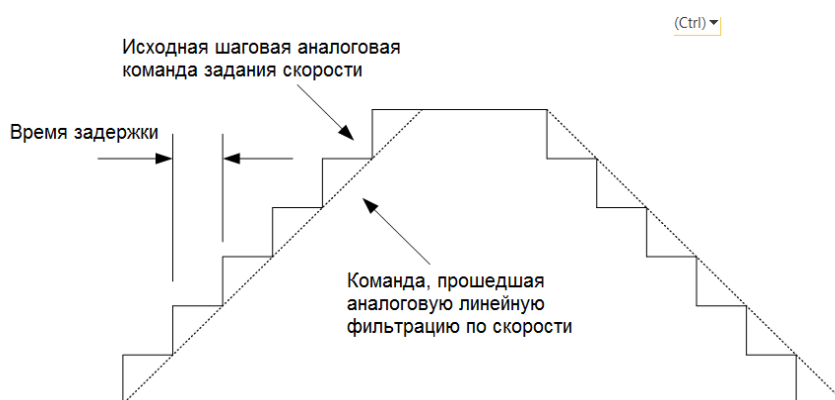 (Ctrl)
Исходная шаговая аналоговая
команда задания скорости
Время задержки
Команда, прошедшая
аналоговую линейную
фильтрацию по скорости